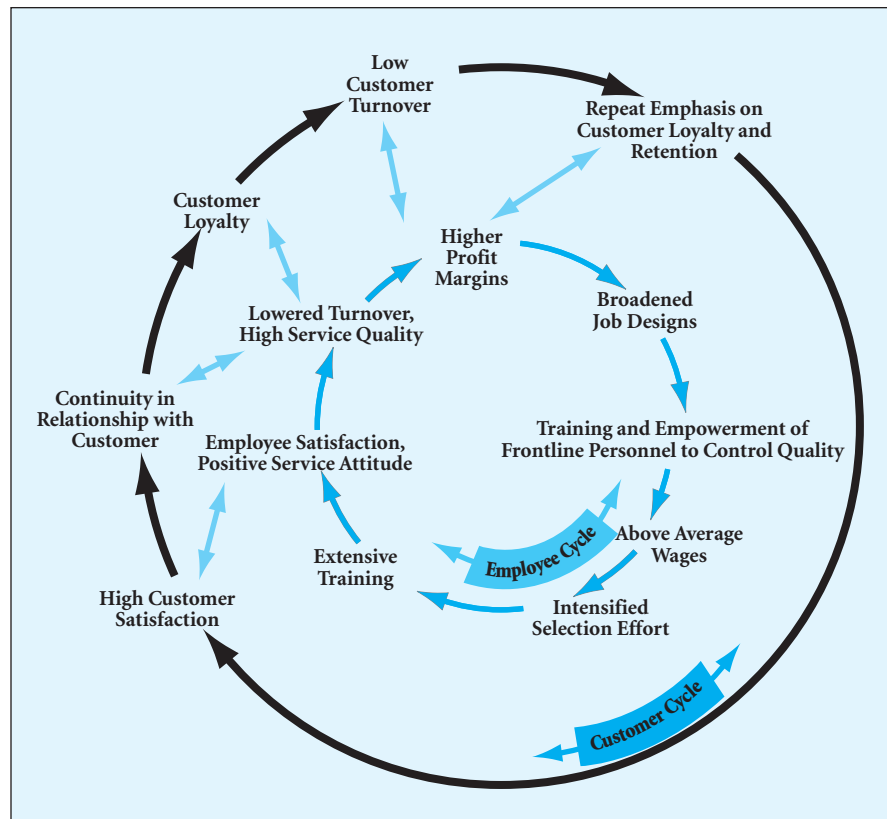 Low
Customer
Turnover
Repeat Emphasis on
Customer Loyalty and
Retention
Customer
Loyalty
Higher
Profit
Margins
Broadened
Job Designs
Lowered Turnover,
High Service Quality
Continuity in
Relationship with
Customer
Employee Satisfaction,
Positive Service Attitude
Training and Empowerment of
Frontline Personnel to Control Quality
Above Average
Wages
Employee Cycle
Extensive
Training
Intensified
Selection Effort
High Customer
Satisfaction
Customer Cycle